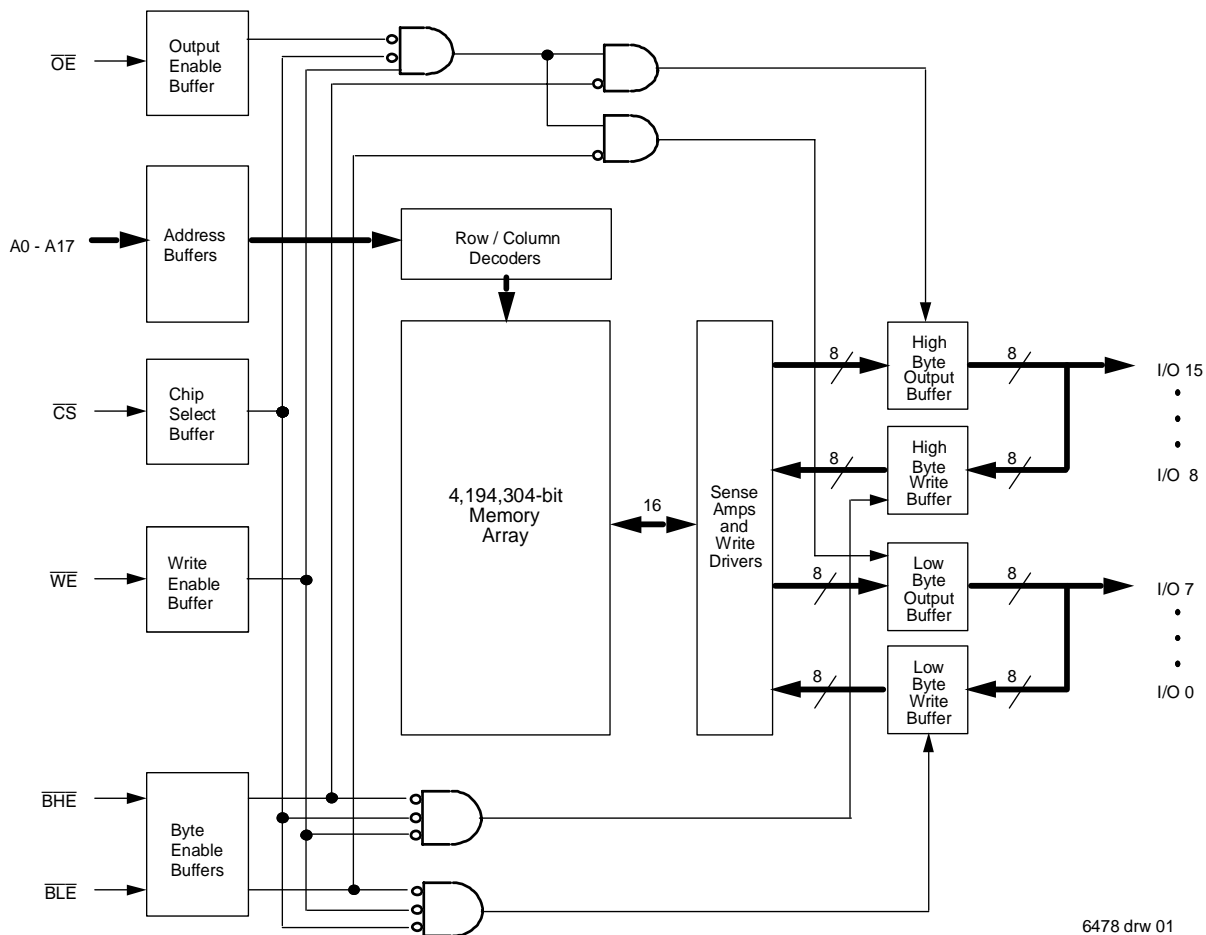 OE
Output
Enable
Buffer
A0 - A17
Address
Buffers
Row / Column
Decoders
CS
Chip
Select
Buffer
WE
Write
Enable
Buffer
4,194,304-bit
Memory
Array
16
Sense
Amps
and
Write
Drivers
8
High
Byte
Output
Buffer
8
I/O 15
8
High
Byte
Write
Buffer
8
I/O 8
8
Low
Byte
Output
Buffer
8
I/O 7
8
Low
Byte
Write
Buffer
8
I/O 0
BHE
Byte
Enable
Buffers
BLE
6478 drw 01